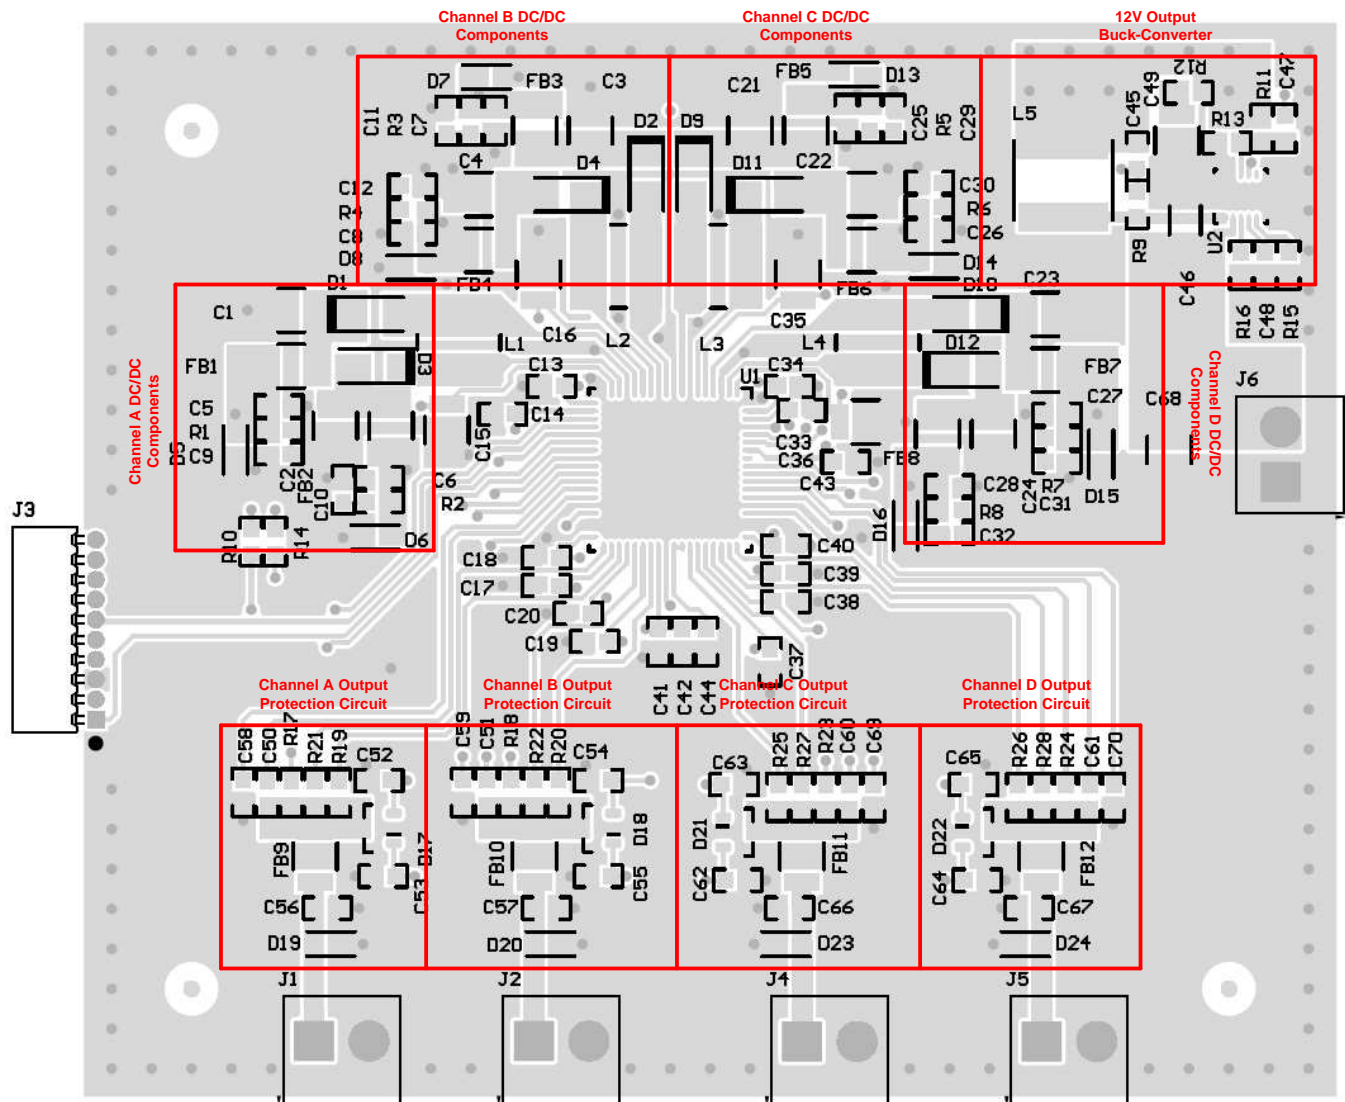 Channel B DC/DC
Components
Channel C DC/DC
Components
12V Output
Buck-Converter
D7
FB3
C3
C21
FB5
D13
C49
R12
R11
C47
C11
R3
C7
D2
D9
C25
R5
C29
L5
C45
R13
C4
D4
D11
C22
C12
R4
C8
D8
FB4
C30
R6
C26
D14
FB6
R9
U2
C46
R16
C48
R15
C1
D1
D10
C23
FB1
C16
L1
L2
L3
C35
L4
D12
FB7
D3
C13
U1
C34
C68
J6
Channel A DC/DC
Components
Channel D DC/DC
Components
C5
R1
C9
D5
C2
FB2
C10
C6
R2
C15
C14
C33
C36
C43
FB8
C27
C24
R7
C31
D15
C28
R8
C32
D16
J3
R10
R14
D6
C18
C17
C20
C19
C40
C39
C38
C37
C41
C42
C44
Channel A Output
Protection Circuit
Channel B Output
Protection Circuit
Channel C Output
Protection Circuit
Channel D Output
Protection Circuit
C58
C50
R17
R21
R19
C52
C59
C51
R18
R22
R20
C54
C63
R25
R27
R23
C60
C69
C65
R26
R28
R24
C61
C70
FB9
D17
C53
FB10
D18
C55
D21
C62
FB11
D22
C64
FB12
C56
C57
C66
C67
D19
D20
D23
D24
J1
J2
J4
J5